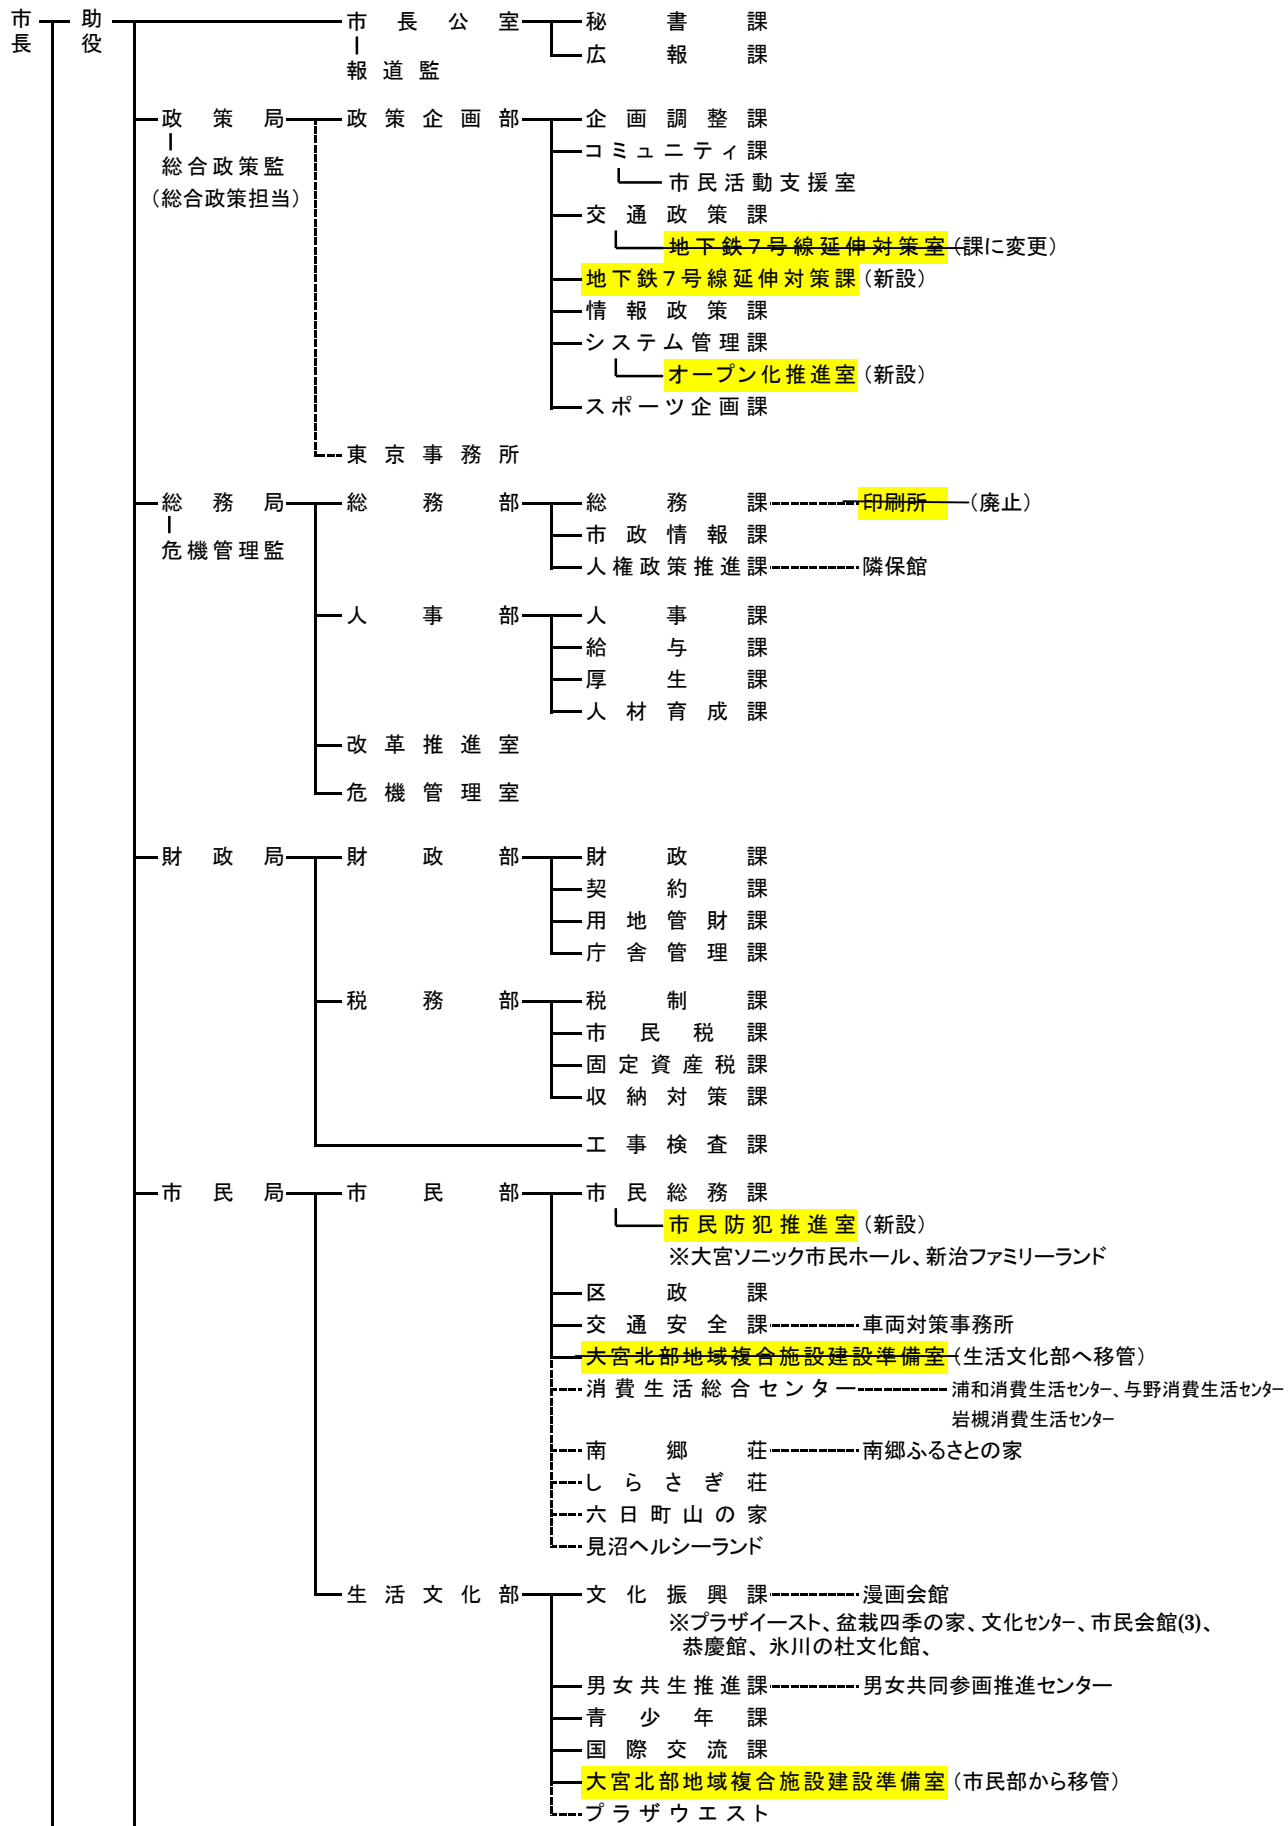 市長 助役 市長公室 秘書課
広報課
報道監
政策局 政策企画部 企画調整課
コミュニティ課
総合政策監
市民活動支援室
(総合政策担当)
交通政策課
地下鉄7号線延伸対策室(課に変更)
地下鉄7号線延伸対策課(新設)
情報政策課
システム管理課
オープン化推進室(新設)
スポーツ企画課
東京事務所
総務局 総務部 総務課 印刷所 (廃止)
市政情報課
危機管理監
人権政策推進課 隣保館
人事部 人事課
給与課
厚生課
人材育成課
改革推進室
危機管理室
財政局 財政部 財政課
契約課
用地管財課
庁舎管理課
税務部 税制課
市民税課
固定資産税課
収納対策課
工事検査課
市民局 市民部 市民総務課
市民防犯推進室(新設)
※大宮ソニック市民ホール、新治ファミリーランド
区政課
交通安全課 車両対策事務所
大宮北部地域複合施設建設準備室(生活文化部へ移管)
消費生活総合センター 浦和消費生活センター、与野消費生活センター
岩槻消費生活センター
南郷荘 南郷ふるさとの家
しらさぎ荘
六日町山の家
見沼ヘルシーランド
生活文化部 文化振興課 漫画会館
※プラザイースト、盆栽四季の家、文化センター、市民会館(3)、
恭慶館、氷川の杜文化館、
男女共生推進課 男女共同参画推進センター
青少年課
国際交流課
大宮北部地域複合施設建設準備室(市民部から移管)
プラザウエスト